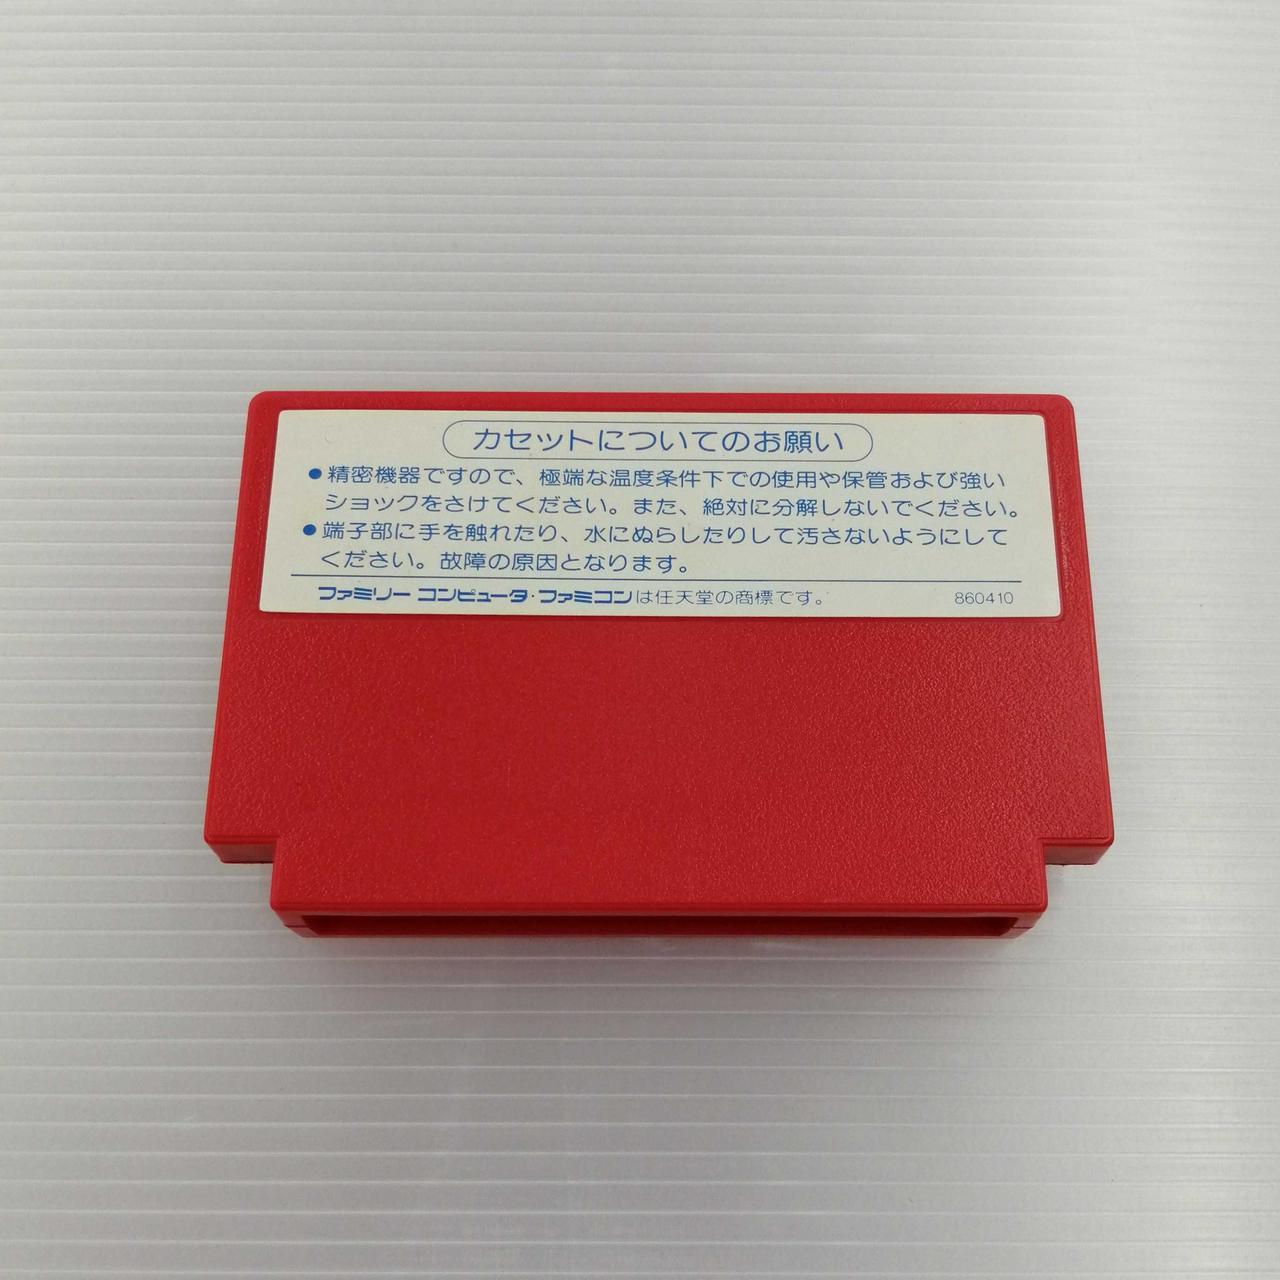 カセットについてのお願い
●精密機器ですので、極端な温度条件下での使用や保管および強い
ショックをさけてください。また、絶対に分解しないでください。
●端子部に手を触れたり、水にぬらしたりして汚さないようにして
ください。故障の原因となります。
ファミリー コンピュータ・ファミコンは任天堂の商標です。 860410